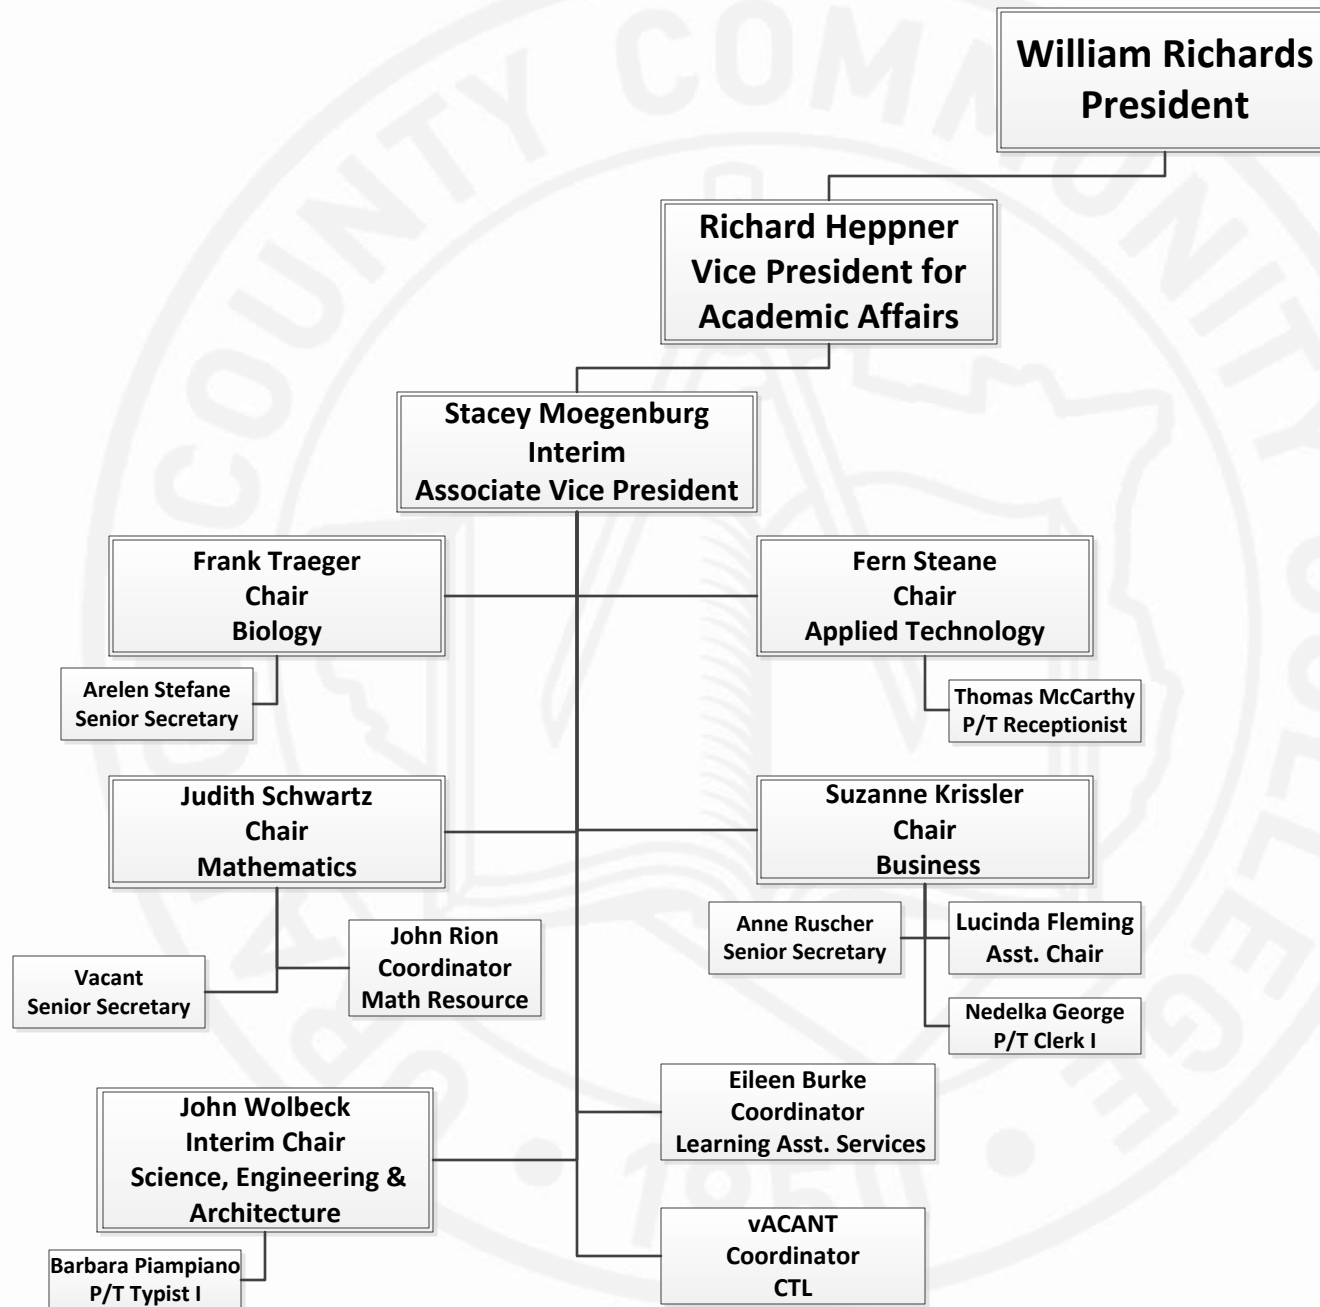 William Richards
President
Richard Heppner
Vice President for
Academic Affairs
Stacey Moegenburg
Interim
Associate Vice President
Frank Traeger
Chair
Biology
Fern Steane
Chair
Applied Technology
Arelen Stefane
Senior Secretary
Thomas McCarthy
P/T Receptionist
Judith Schwartz
Chair
Mathematics
Suzanne Krissler
Chair
Business
John Rion
Coordinator
Math Resource
Vacant
Senior Secretary
Anne Ruscher
Senior Secretary
Lucinda Fleming
Asst. Chair
Nedelka George
P/T Clerk I
Eileen Burke
Coordinator
Learning Asst. Services
John Wolbeck
Interim Chair
Science, Engineering &
Architecture
vACANT
Coordinator
CTL
Barbara Piampiano
P/T Typist I
COUNTY COMMUNITY COLLEGE
1950